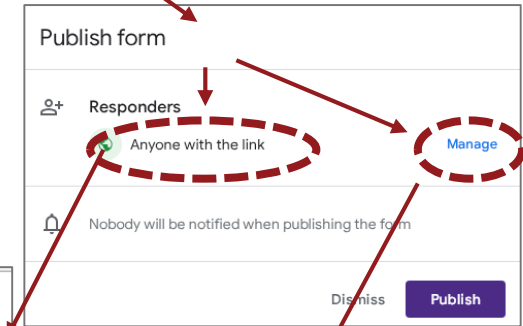 Publish form
Responders
Anyone with the link
Manage
Nobody will be notified when publishing the form
Dismiss
Publish